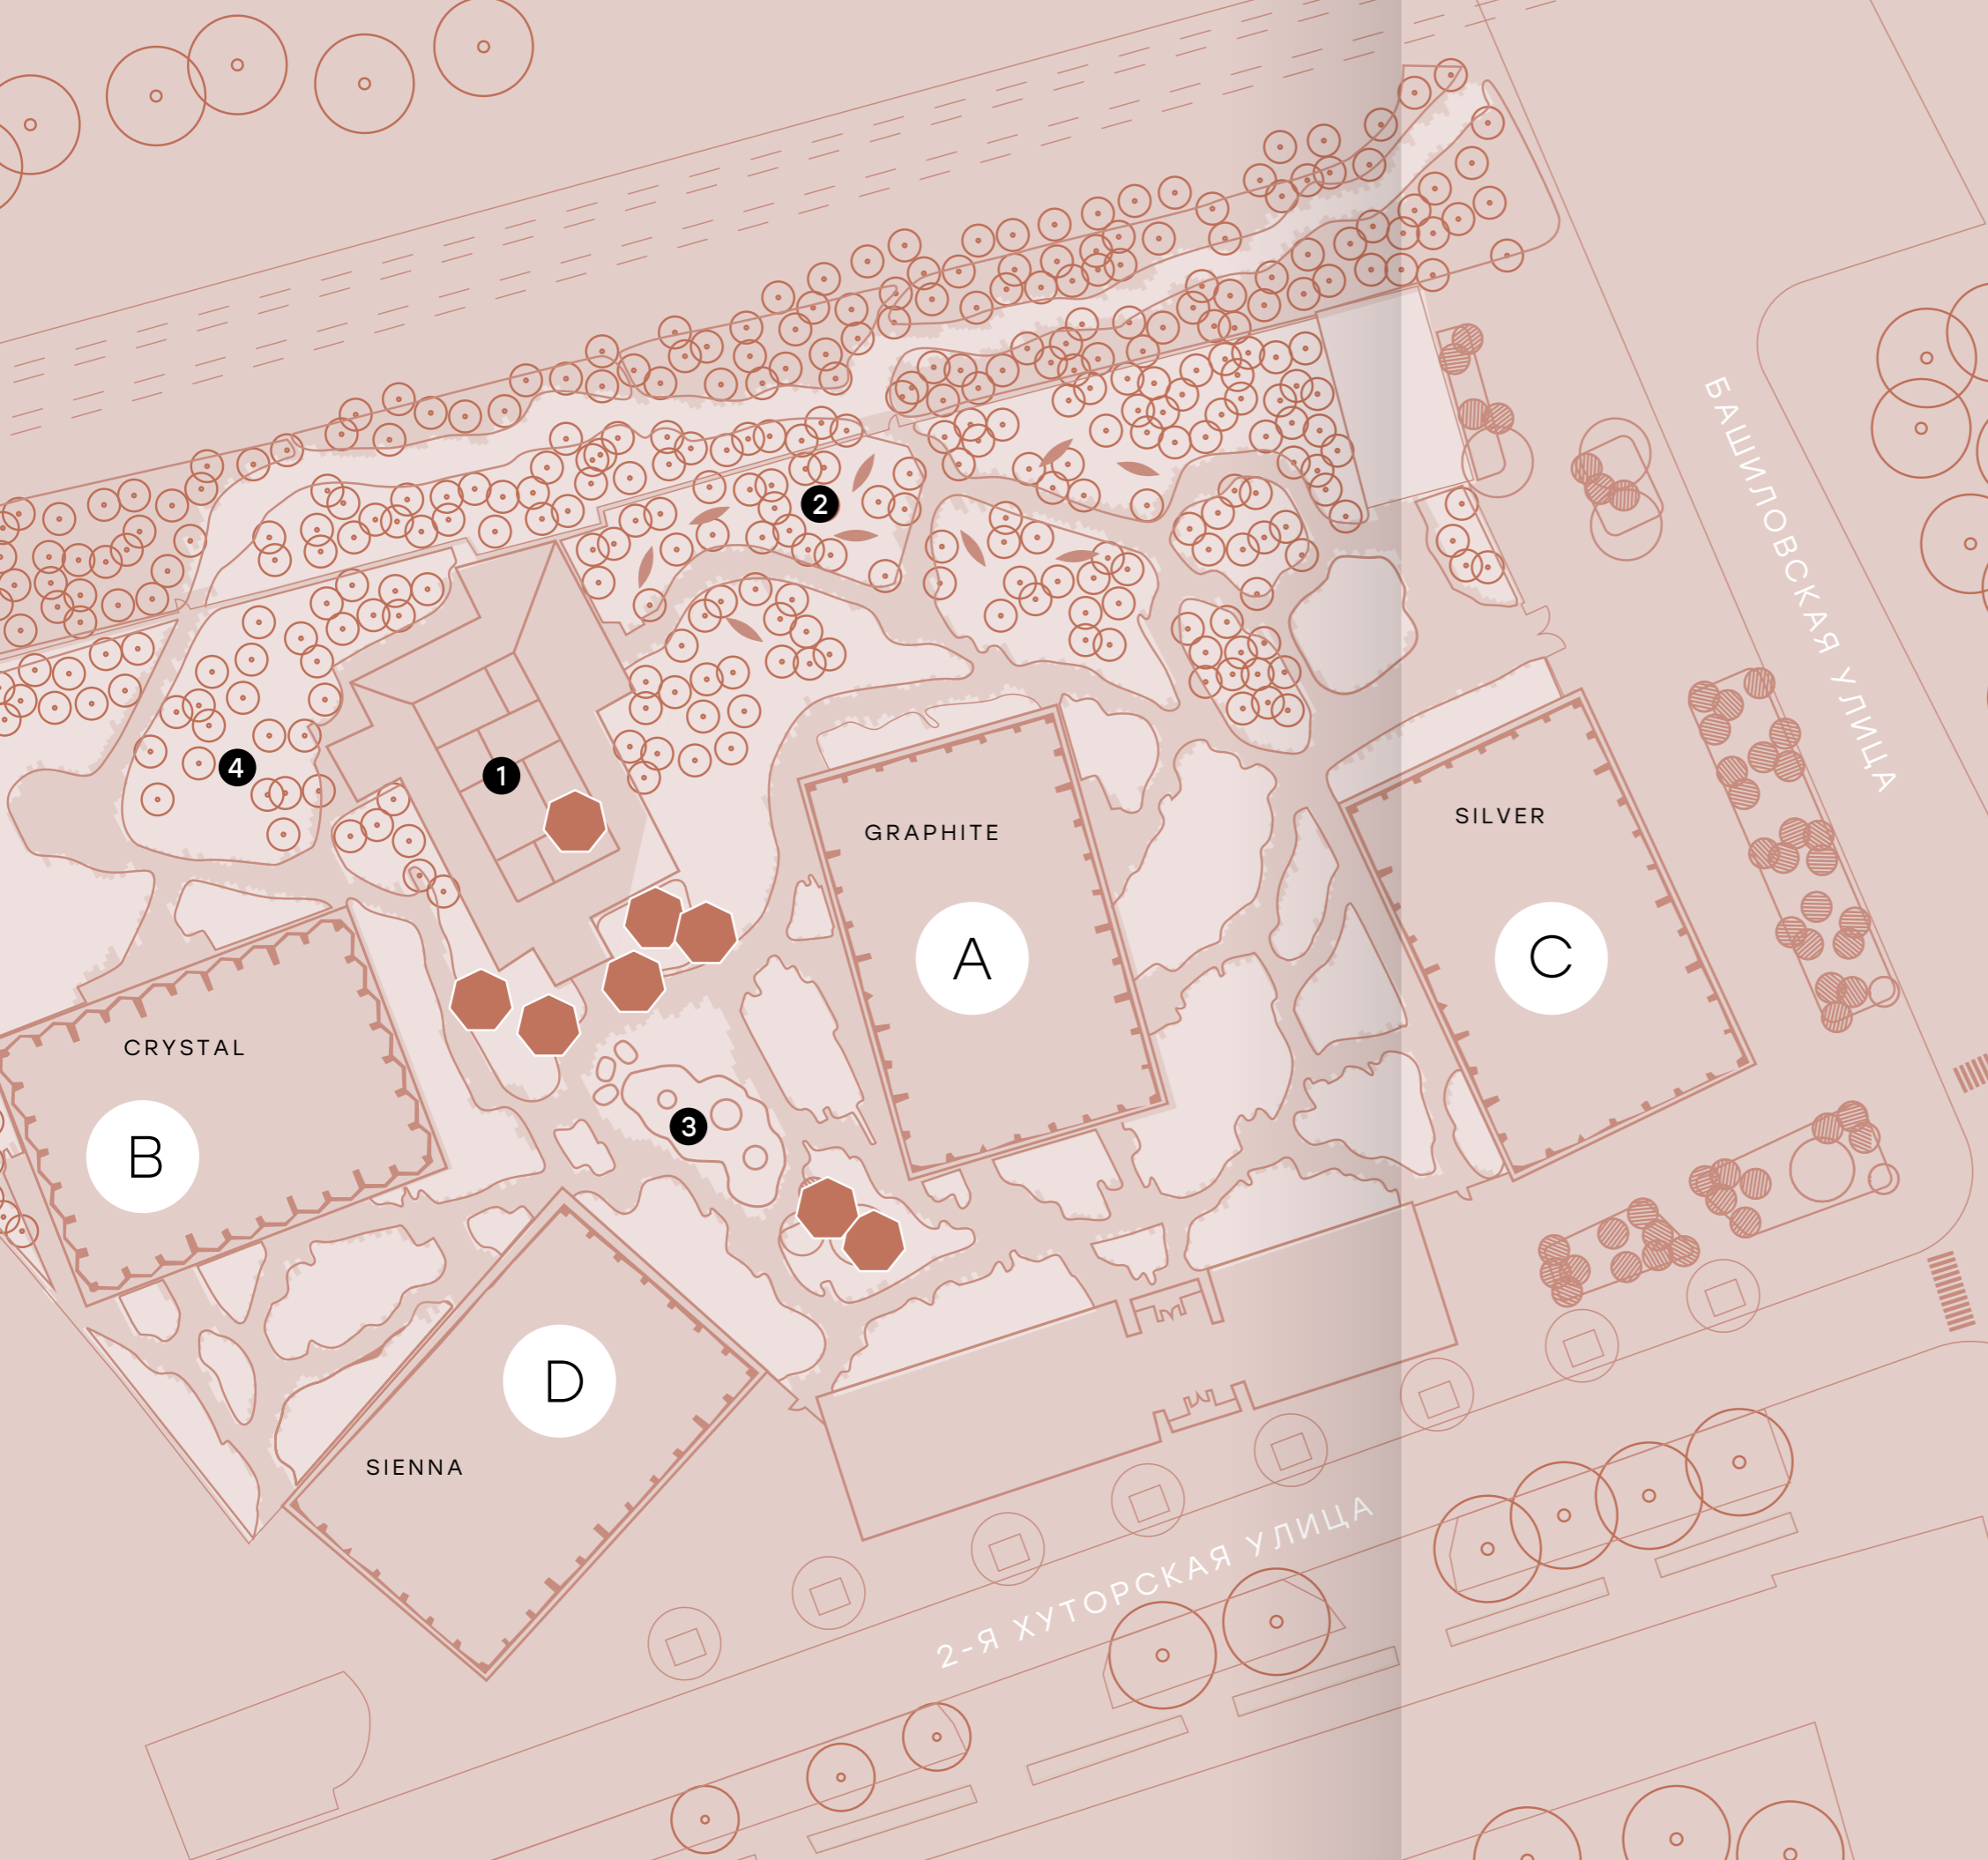 БАШИЛОВСКАЯ УЛИЦА
2
4
1
GRAPHITE
SILVER
A
C
CRYSTAL
B
3
D
SIENNA
2-Я ХУТОРСКАЯ УЛИЦА